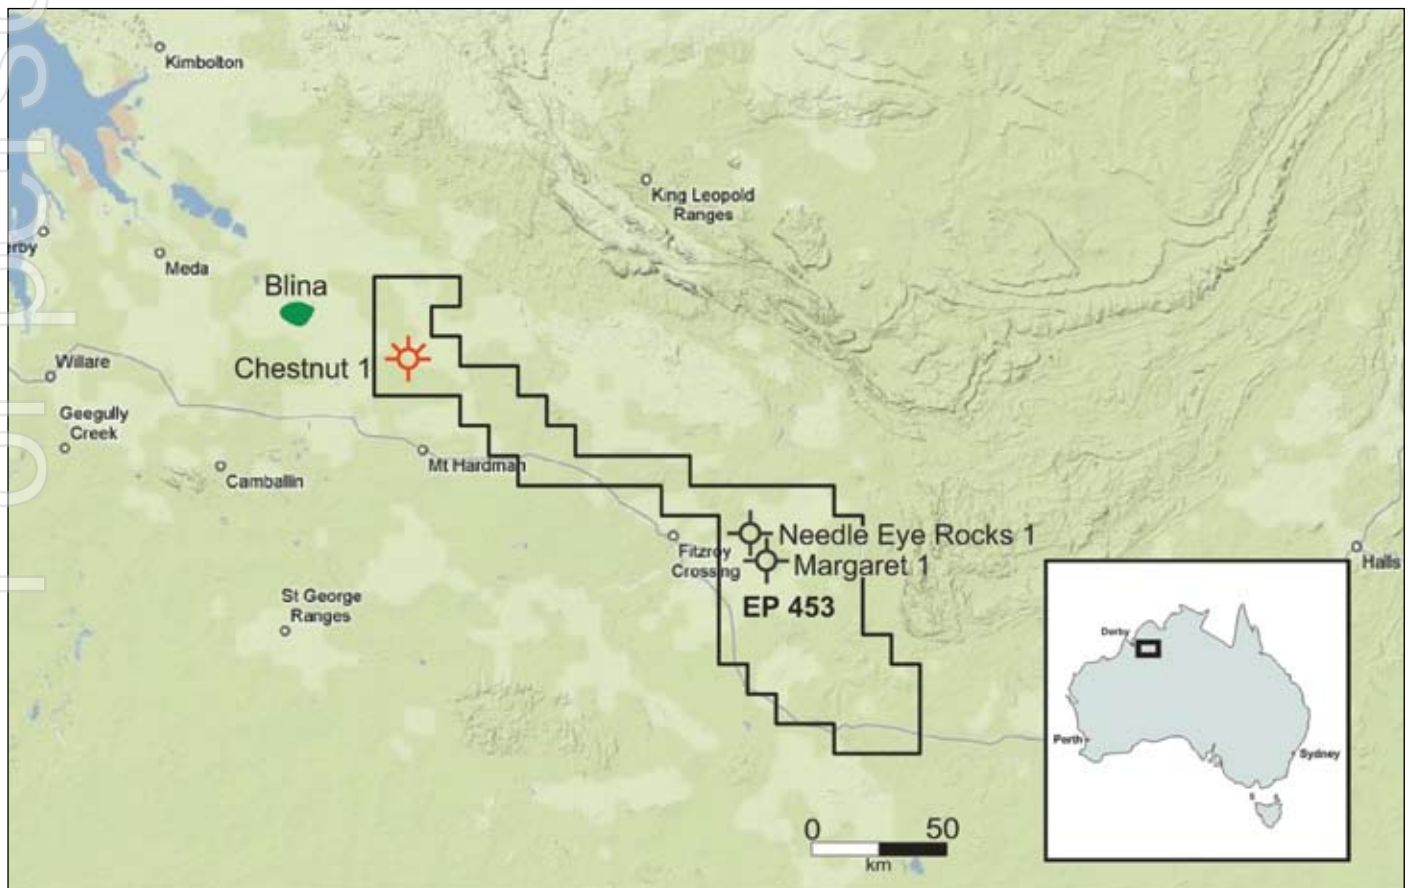 Kimbolton
King Leopold
Ranges
erby
Meda
Blina
Chestnut 1
Willare
Geegully
Creek
Mt Hardman
Camballin
Needle Eye Rocks 1
Fitzroy
Crossing
Margaret 1
Halls
EP 453
St George
Ranges
Derby
Perth
Sydney
0 50
km